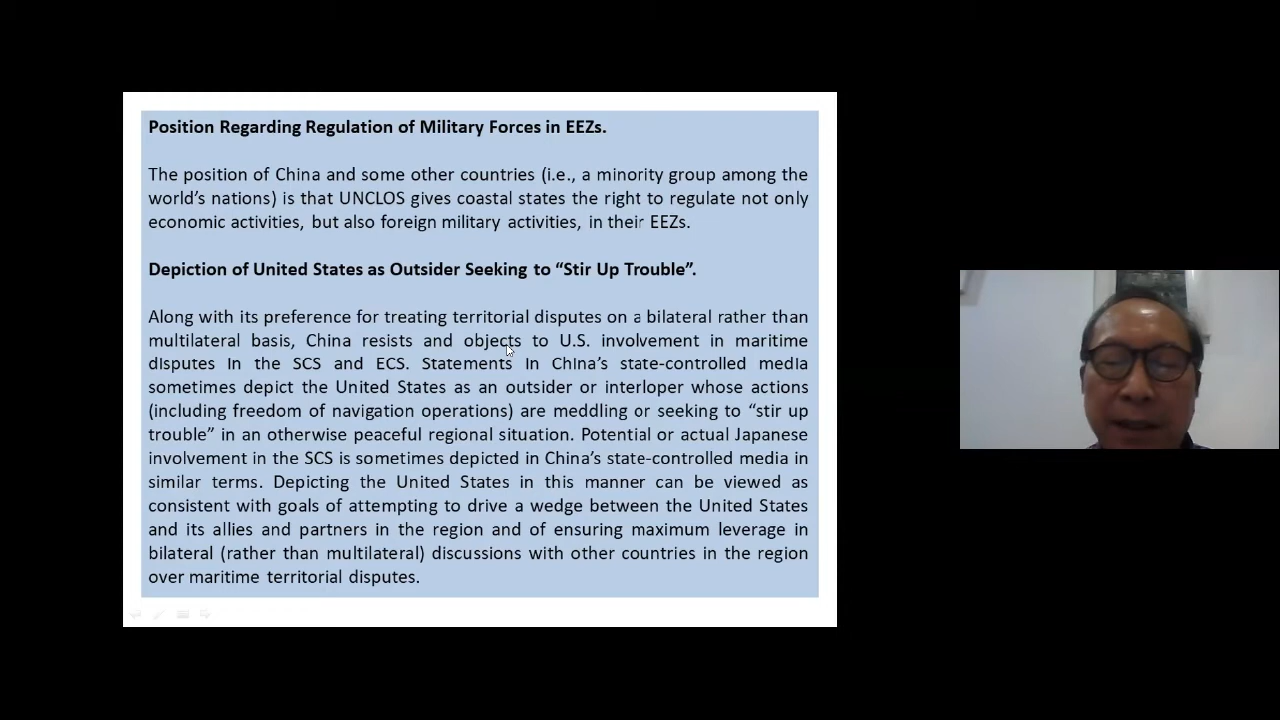 Position Regarding Regulation of Military Forces in EEZs.
The position of China and some other countries (i.e., a minority group among the
world's nations) is that UNCLOS gives coastal states the right to regulate not only
economic activities, but also foreign military activities, in their EEZs.
Depiction of United States as Outsider Seeking to “Stir Up Trouble”.
Along with its preference for treating territorial disputes on a bilateral rather than
multilateral basis, China resists and objects to U.S. involvement in maritime
disputes in the SCS and ECS. Statements in China’s state-controlled media
sometimes depict the United States as an outsider or interloper whose actions
(including freedom of navigation operations) are meddling or seeking to “stir up
trouble” in an otherwise peaceful regional situation. Potential or actual Japanese
involvement in the SCS is sometimes depicted in China’s state-controlled media in
similar terms. Depicting the United States in this manner can be viewed as
consistent with goals of attempting to drive a wedge between the United States
and its allies and partners in the region and of ensuring maximum leverage in
bilateral (rather than multilateral) discussions with other countries in the region
over maritime territorial disputes.